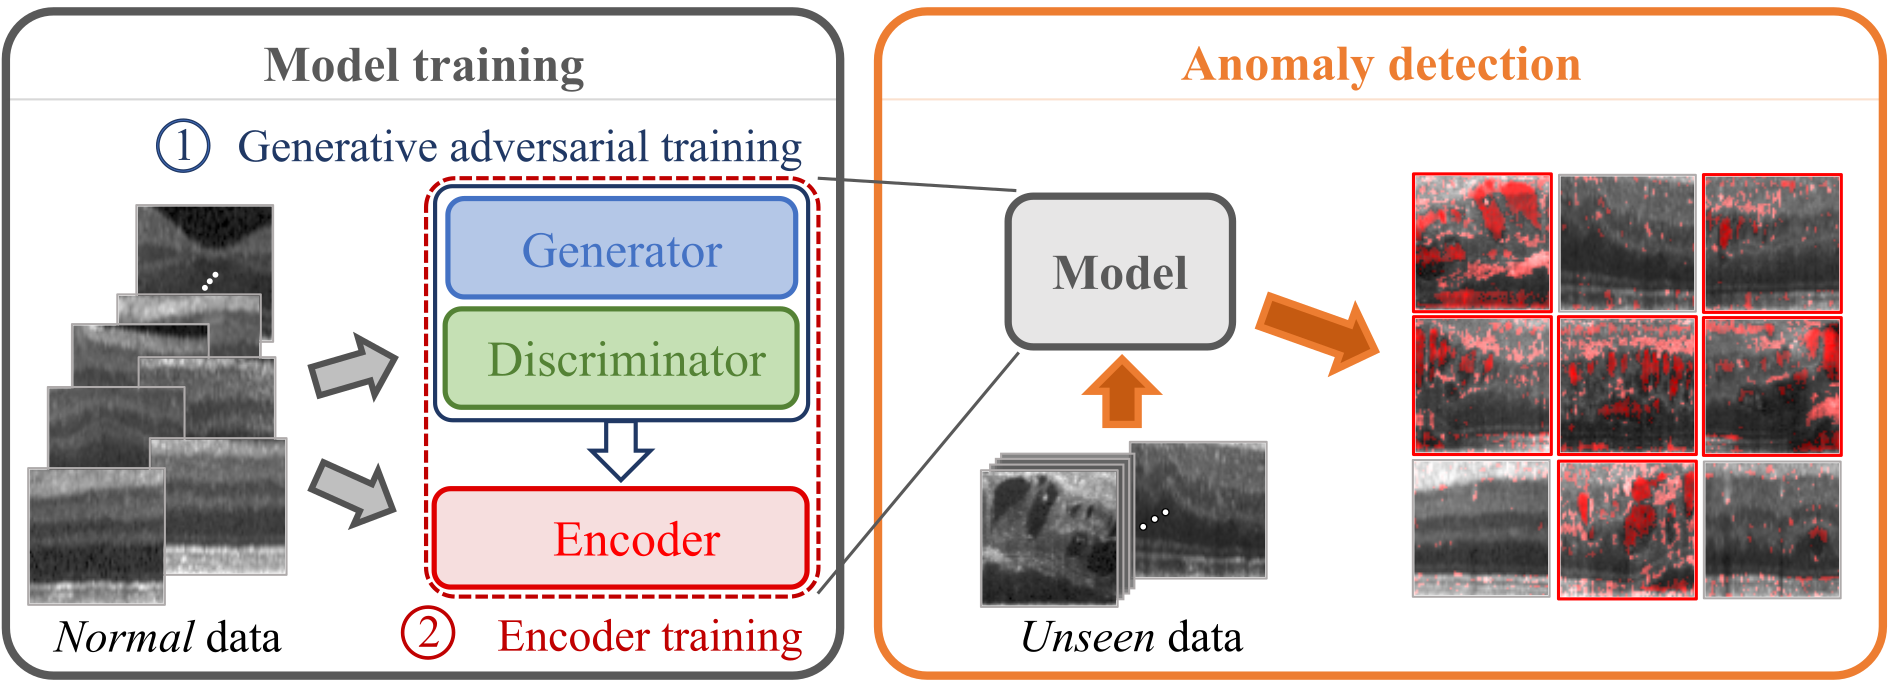 Model training
1 Generative adversarial training
Generator
Discriminator
Encoder
Normal data
2 Encoder training
Anomaly detection
Model
Unseen data